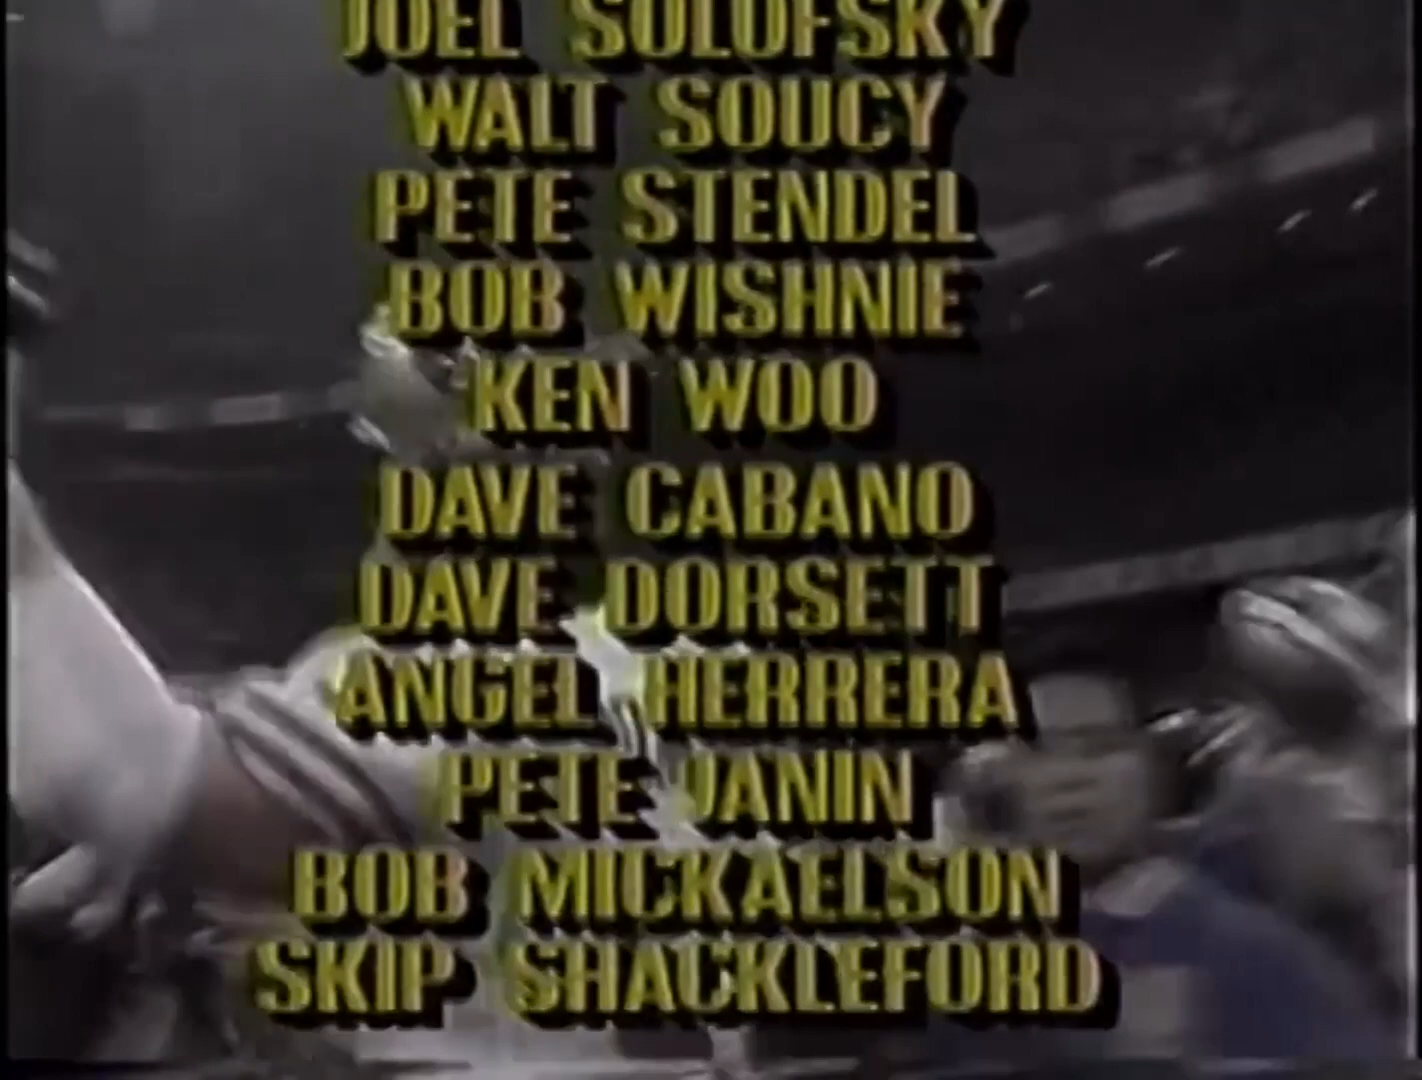 JOEL SOLOFSKY
WALT SOUCY
PETE STENDEL
BOB WISHNIE
KEN WOO
DAVE CABANO
DAVE DORSETT
ANGEL HERRERA
PETE JANIN
BOB MICKAELSON
SKIP SHACKLEFORD